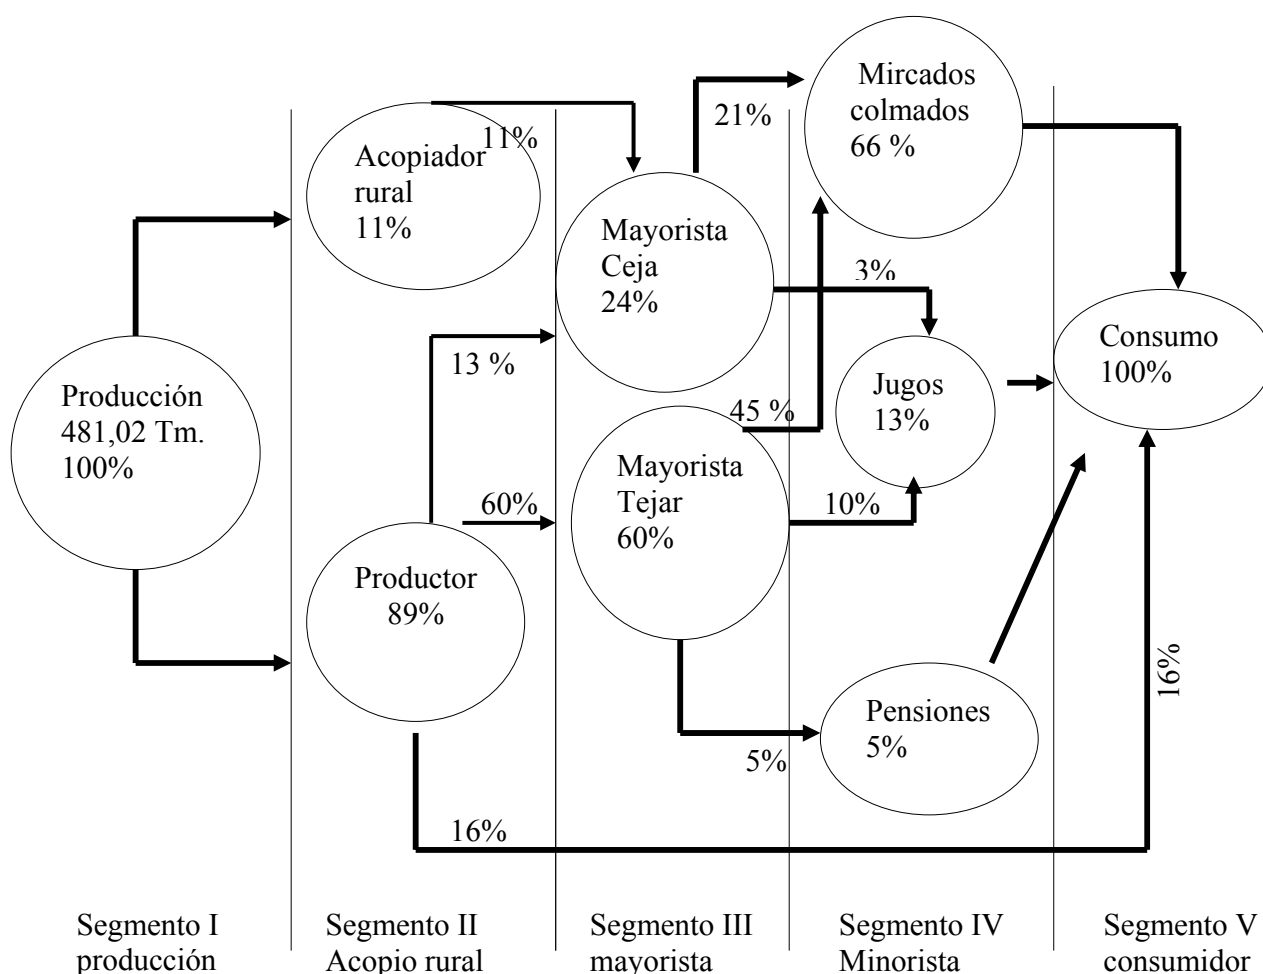 Mircados
colmados
66 %
21%
11%
Acopiador
rural
11%
Mayorista
Ceja
24%
3%
Consumo
100%
13 %
Jugos
13%
Producción
481,02 Tm.
100%
45 %
Mayorista
Tejar
60%
60%
10%
Productor
89%
Pensiones
5%
5%
16%
16%
Segmento I
producción
Segmento II
Acopio rural
Segmento III
mayorista
Segmento IV
Minorista
Segmento V
consumidor